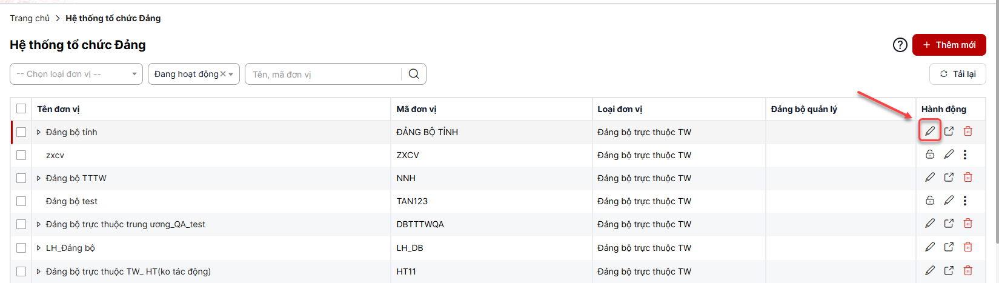 Trang chủ > Hệ thống tổ chức Đảng
Hệ thống tổ chức Đảng
? + Thêm mới
-- Chọn loại đơn vị -- Đang hoạt động× Tên, mã đơn vị Tải lại
Tên đơn vị Mã đơn vị Loại đơn vị Đảng bộ quản lý Hành động
Đảng bộ tỉnh ĐẢNG BỘ TỈNH Đảng bộ trực thuộc TW
zxcv ZXCV Đảng bộ trực thuộc TW
Đảng bộ TTTW NNH Đảng bộ trực thuộc TW
Đảng bộ test TAN123 Đảng bộ trực thuộc TW
Đảng bộ trực thuộc trung ương_QA_test DBTTTWQA Đảng bộ trực thuộc TW
LH_Đảng bộ LH_DB Đảng bộ trực thuộc TW
Đảng bộ trực thuộc TW_ HT(ko tác động) HT11 Đảng bộ trực thuộc TW